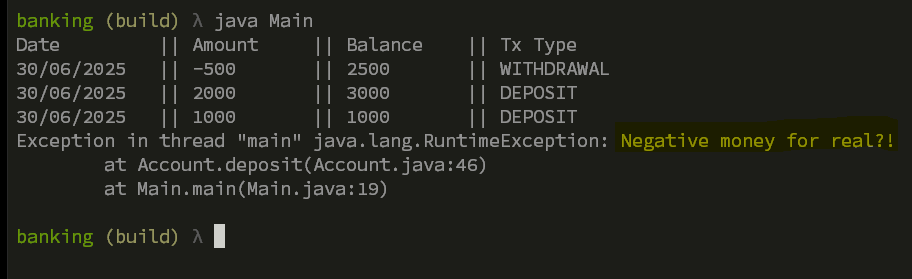 banking (build) λ java Main
Date || Amount || Balance || Tx Type
30/06/2025 || -500 || 2500 || WITHDRAWAL
30/06/2025 || 2000 || 3000 || DEPOSIT
30/06/2025 || 1000 || 1000 || DEPOSIT
Exception in thread "main" java.lang.RuntimeException: Negative money for real?!
at Account.deposit(Account.java:46)
at Main.main(Main.java:19)
banking (build) λ